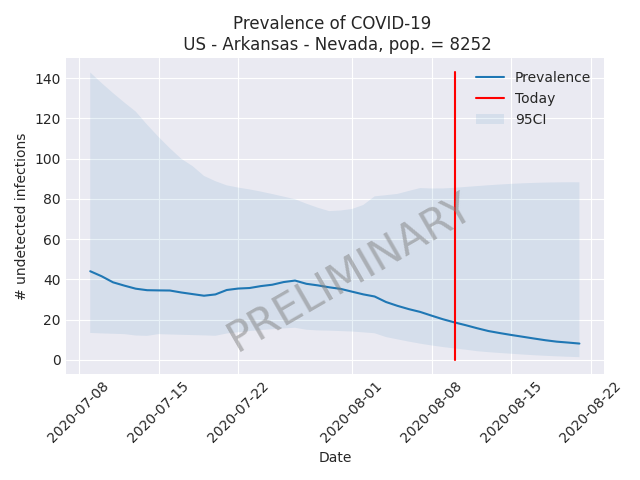 Prevalence of COVID-19
US - Arkansas - Nevada, pop. = 8252
Prevalence
Today
95CI
# undetected infections
140
120
100
80
60
40
20
0
PRELIMINARY
2020-07-08
2020-07-15
2020-07-22
2020-08-01
2020-08-08
2020-08-15
2020-08-22
Date